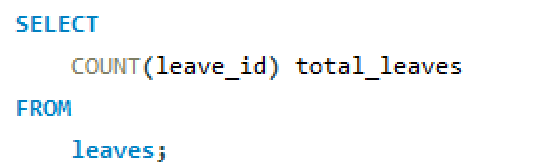 SELECT
COUNT(leave_id) total_leaves
FROM
leaves;